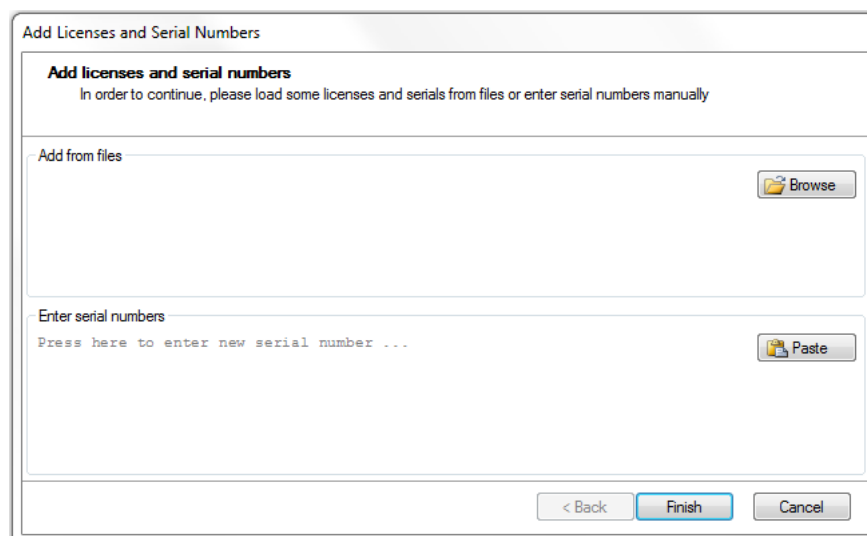 Add Licenses and Serial Numbers
Add licenses and serial numbers
In order to continue, please load some licenses and serials from files or enter serial numbers manually
Add from files
Browse
Enter serial numbers
Press here to enter new serial number ...
Paste
< Back
Finish
Cancel